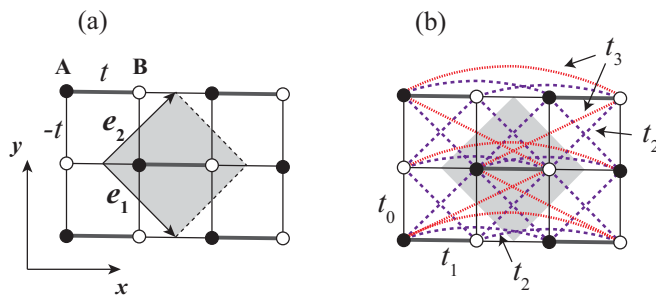 (a)
(b)
A
t
B
t₃
-t
e₂
t₂
y
e₁
t₀
x
t₁
t₂